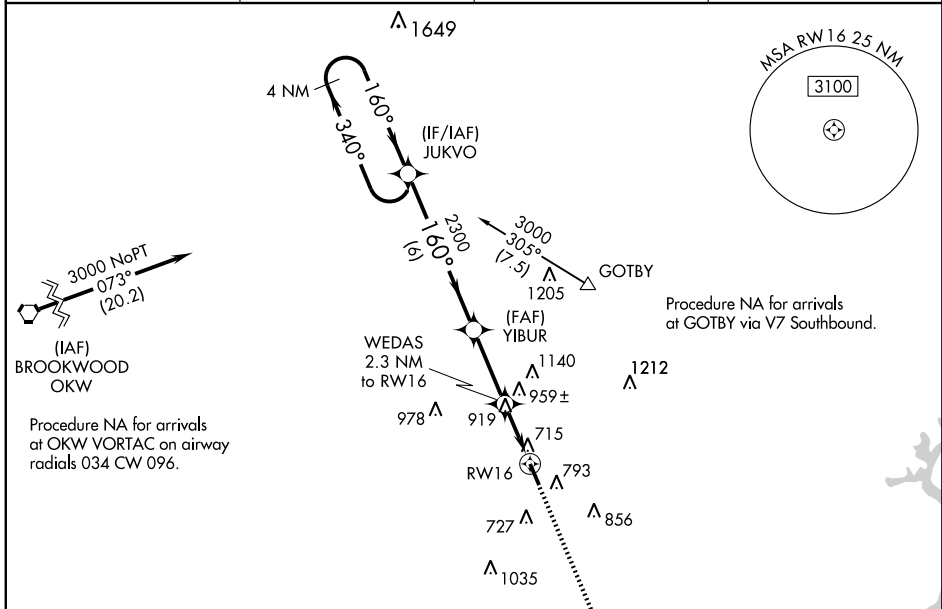 1649
MSA RW16 25 NM
3100
4 NM
160°
340°
(IF/IAF)
JUKVO
2300
160°
(6)
3000
305°
(7.5)
GOTBY
1205
3000 NoPT
073°
(20.2)
(IAF)
BROOKWOOD
OKW
Procedure NA for arrivals
at GOTBY via V7 Southbound.
(FAF)
YIBUR
WEDAS
2.3 NM
to RW16
1140
1212
959±
978
919
Procedure NA for arrivals
at OKW VORTAC on airway
radials 034 CW 096.
715
RW16
793
727
856
1035